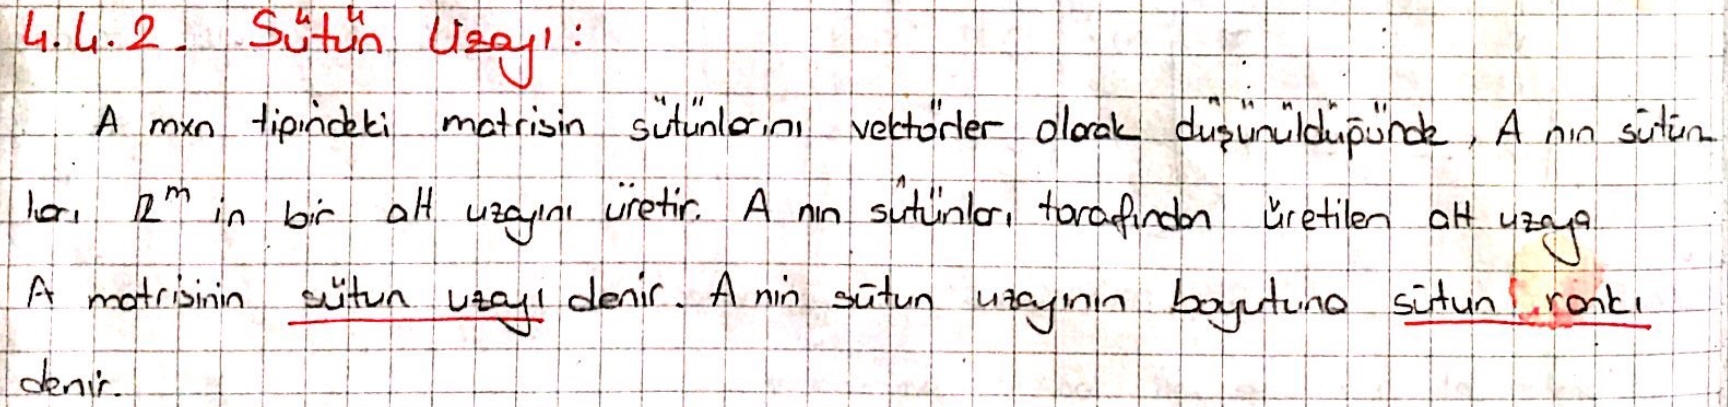 4.4.2. Sütün Uzayı:
A mxn tipindeki matrisin sütünlarını vektörler olarak düşünüldüğünde, A nın sütün
ları R^m in bir alt uzayını üretir. A nın sütünları tarafından üretilen alt uzaya
A matrisinin sütun uzayı denir. A nin sütun uzayının boyutuna sütun rankı
denir.